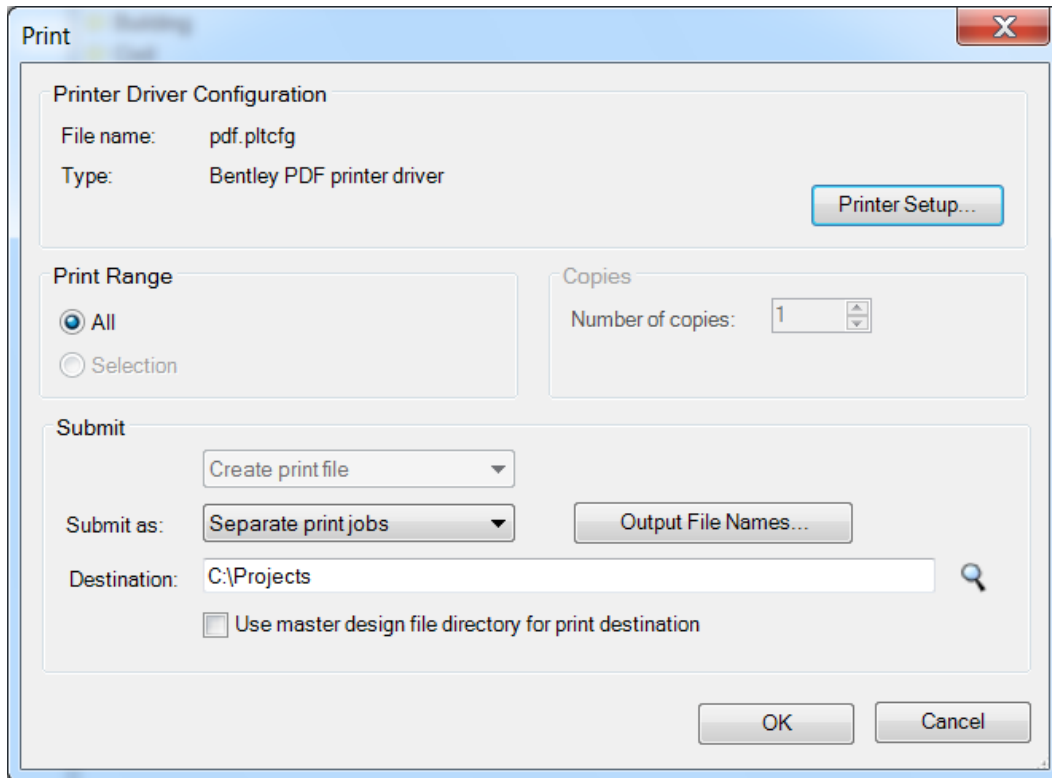 Print
Printer Driver Configuration
File name: pdf.pltcfg
Type: Bentley PDF printer driver
Printer Setup...
Print Range
All
Selection
Copies
Number of copies: 1
Submit
Create print file
Submit as: Separate print jobs
Output File Names...
Destination: C:\Projects
Use master design file directory for print destination
OK
Cancel